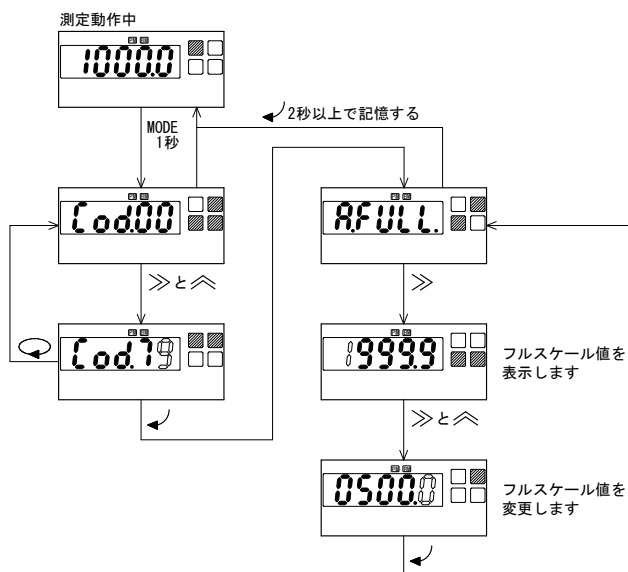 測定動作中
1000.0
2秒以上で記憶する
MODE
1秒
Cod.00
A.FULL.
≫と︽
≫
Cod.79
1999.9
フルスケール値を
表示します
≫と︽
0500.0
フルスケール値を
変更します